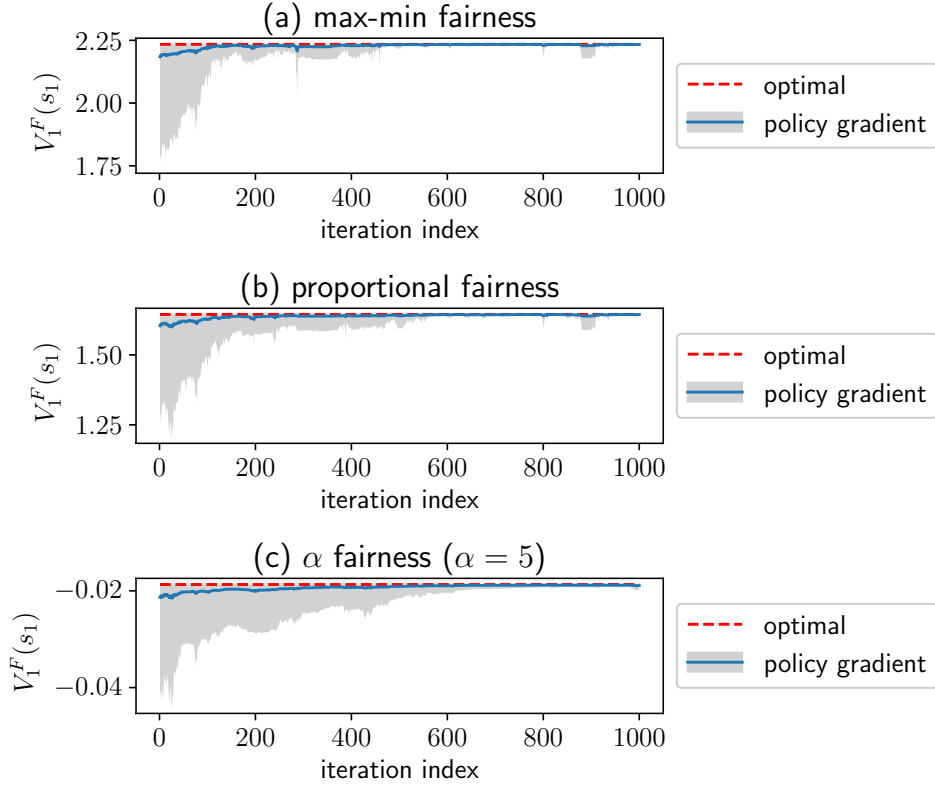 (a) max-min fairness
2.25
2.00
1.75
V_1^F(s_1)
0 200 400 600 800 1000
iteration index
optimal
policy gradient
(b) proportional fairness
1.50
1.25
V_1^F(s_1)
0 200 400 600 800 1000
iteration index
optimal
policy gradient
(c) α fairness (α = 5)
−0.02
−0.04
V_1^F(s_1)
0 200 400 600 800 1000
iteration index
optimal
policy gradient